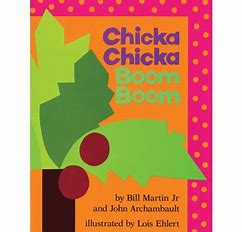 Chicka
Chicka
Boom
Boom
by Bill Martin Jr
and John Archambault
illustrated by Lois Ehlert